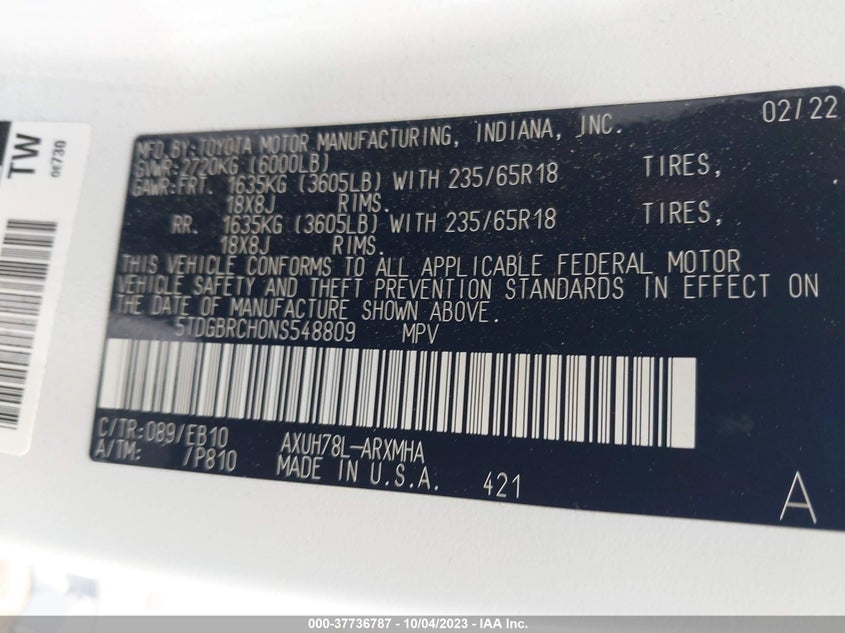 TW
0E730
MFD.BY:TOYOTA MOTOR MANUFACTURING, INDIANA, INC. 02/22
GVWR:2720KG (6000LB)
GAWR:FRT. 1635KG (3605LB) WITH 235/65R18 TIRES,
18X8J RIMS.
RR. 1635KG (3605LB) WITH 235/65R18 TIRES,
18X8J RIMS.
THIS VEHICLE CONFORMS TO ALL APPLICABLE FEDERAL MOTOR
VEHICLE SAFETY AND THEFT PREVENTION STANDARDS IN EFFECT ON
THE DATE OF MANUFACTURE SHOWN ABOVE.
5TDGBRCH0NS548809 MPV
C/TR:089/EB10 AXUH78L-ARXMHA
A/TM: /P810 MADE IN U.S.A. 421
A
000-37736787 - 10/04/2023 - IAA Inc.